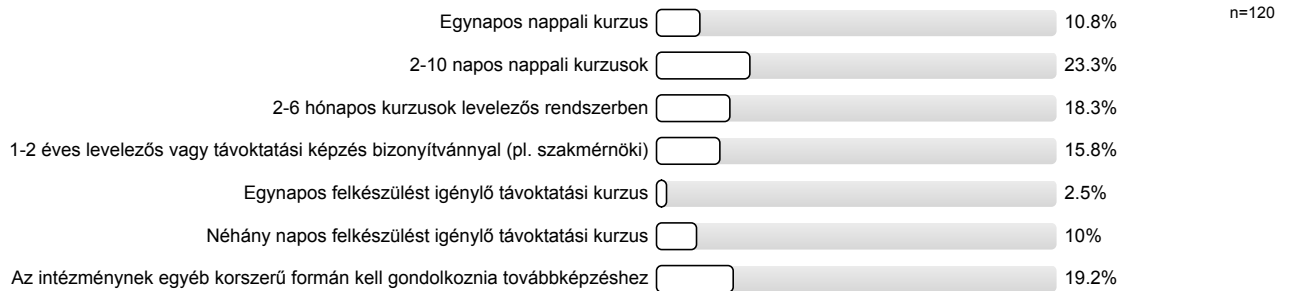 Egynapos nappali kurzus 10.8% n=120
2-10 napos nappali kurzusok 23.3%
2-6 hónapos kurzusok levelezős rendszerben 18.3%
1-2 éves levelezős vagy távoktatási képzés bizonyítvánnyal (pl. szakmérnöki) 15.8%
Egynapos felkészülést igénylő távoktatási kurzus 2.5%
Néhány napos felkészülést igénylő távoktatási kurzus 10%
Az intézménynek egyéb korszerű formán kell gondolkoznia továbbképzéshez 19.2%